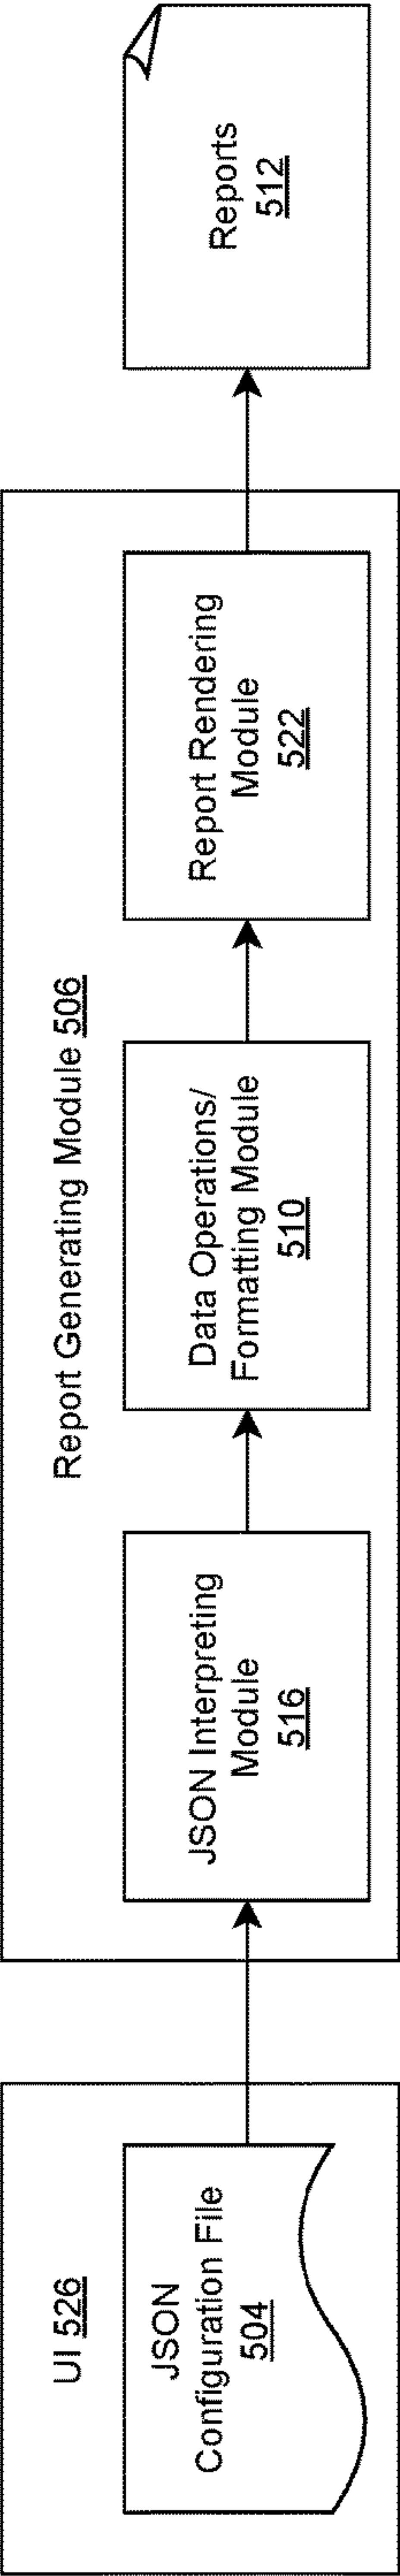 UI 526
JSON
Configuration File
504
Report Generating Module 506
JSON Interpreting
Module
516
Data Operations/
Formatting Module
510
Report Rendering
Module
522
Reports
512